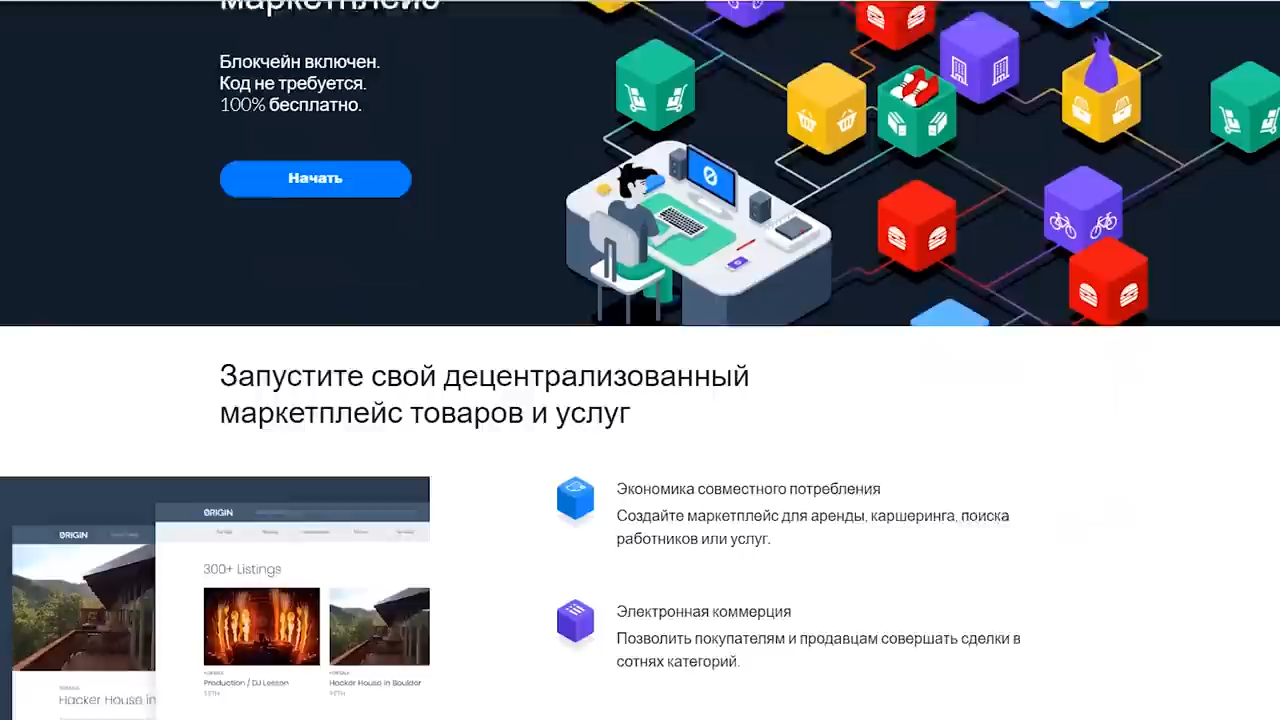 маркетплейс
Блокчейн включен.
Код не требуется.
100% бесплатно.
Начать
Запустите свой децентрализованный
маркетплейс товаров и услуг
Экономика совместного потребления
Создайте маркетплейс для аренды, каршеринга, поиска
работников или услуг.
Электронная коммерция
Позволить покупателям и продавцам совершать сделки в
сотнях категорий.
ORIGIN
ORIGIN
300+ Listings
Production / DJ Lesson
Hacker House in Boulder
Hacker House in